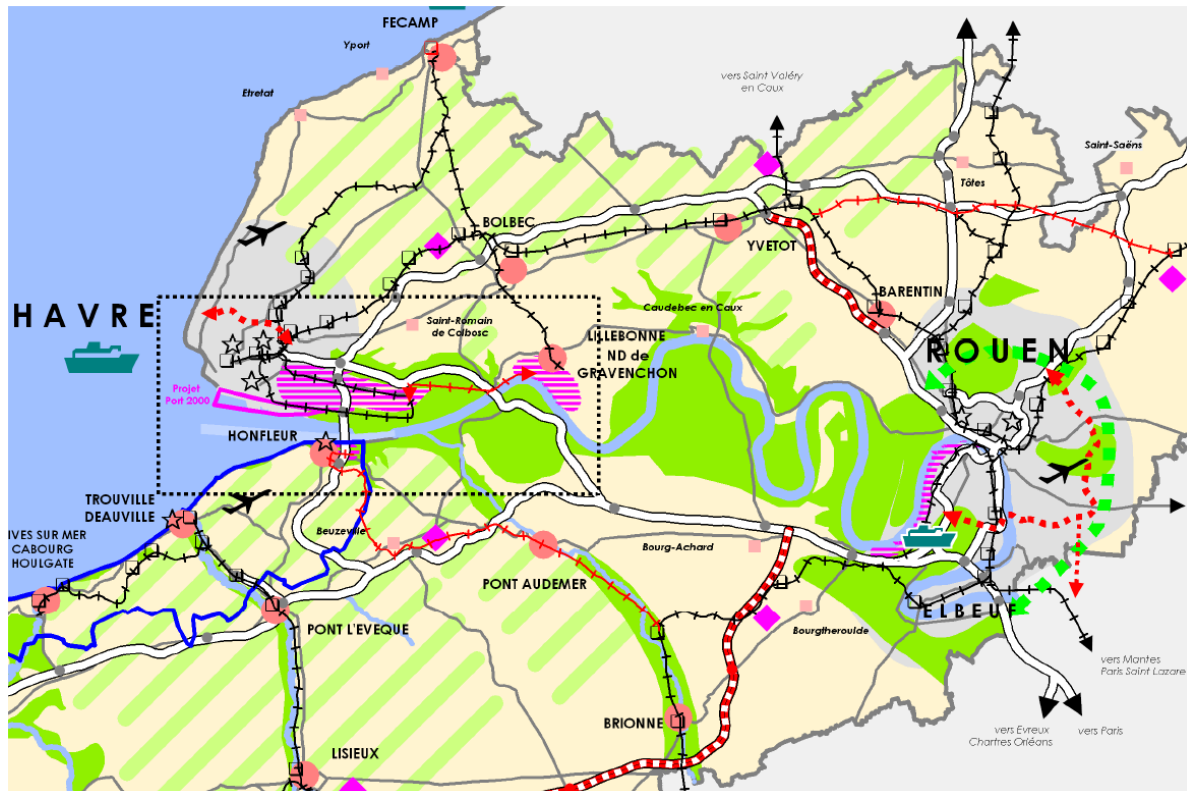 FECAMP
Yport
Etretat
vers Saint Valéry
en Caux
Saint-Saëns
Tôtes
BOLBEC
YVETOT
BARENTIN
HAVRE
Saint-Romain
de Colbosc
Caudebec en Caux
LILLEBONNE
ND de
GRAVENCHON
ROUEN
Projet
Port 2000
HONFLEUR
TROUVILLE
DEAUVILLE
IVES SUR MER
CABOURG
HOULGATE
Beuzeville
Bourg-Achard
PONT AUDEMER
PONT L'EVEQUE
Bourgtheroulde
ELBEUF
vers Mantes
Paris Saint Lazare
BRIONNE
vers Evreux
Chartres Orléans
vers Paris
LISIEUX